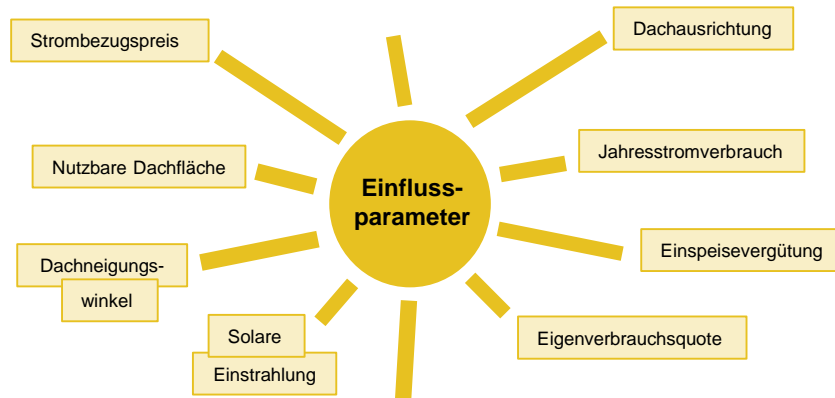 Strombezugspreis
Dachausrichtung
Nutzbare Dachfläche
Einfluss-
parameter
Jahresstromverbrauch
Dachneigungs-
winkel
Einspeisevergütung
Solare
Einstrahlung
Eigenverbrauchsquote